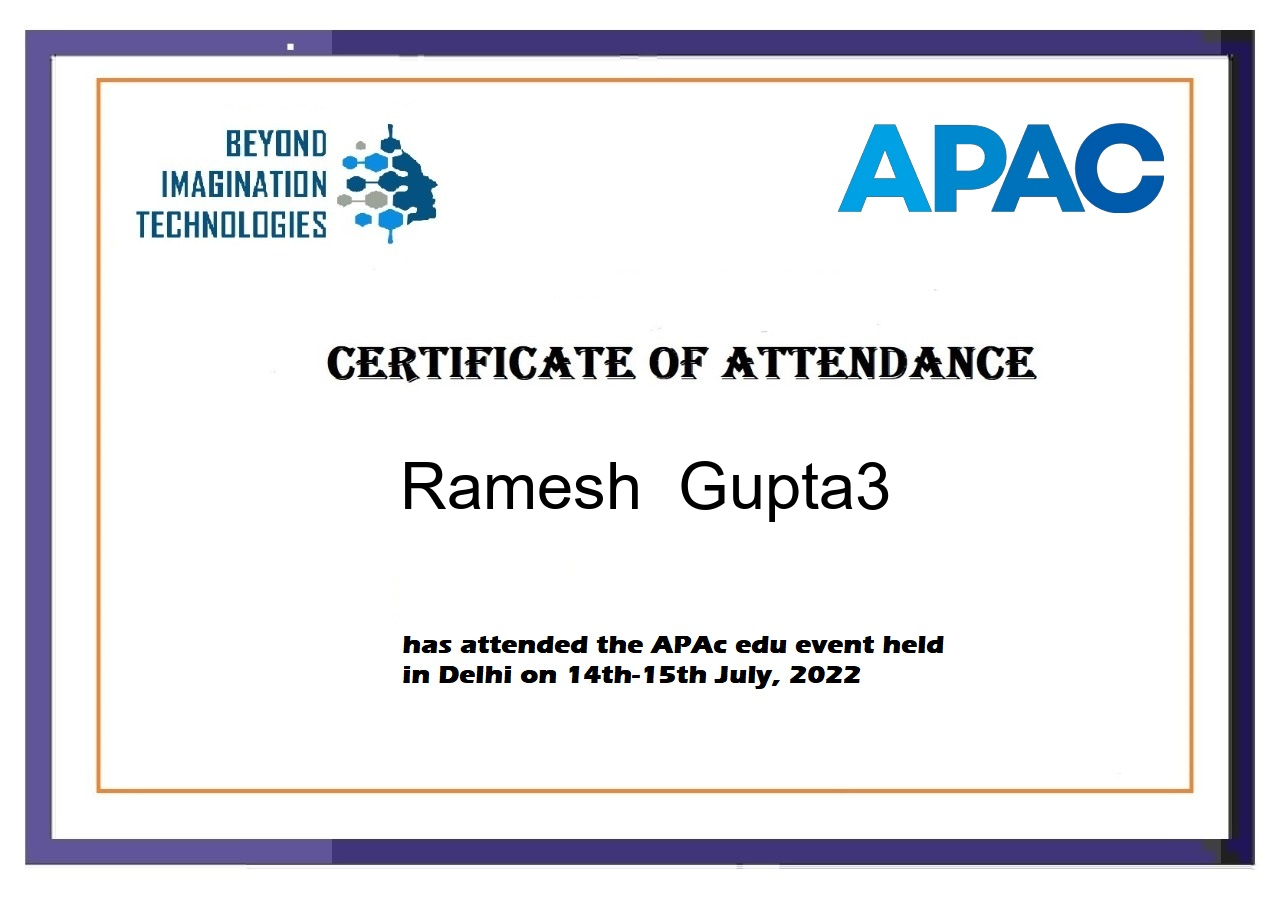 BEYOND
IMAGINATION
TECHNOLOGIES
APAC
CERTIFICATE OF ATTENDANCE
Ramesh  Gupta3
has attended the APAc edu event held
in Delhi on 14th-15th July, 2022